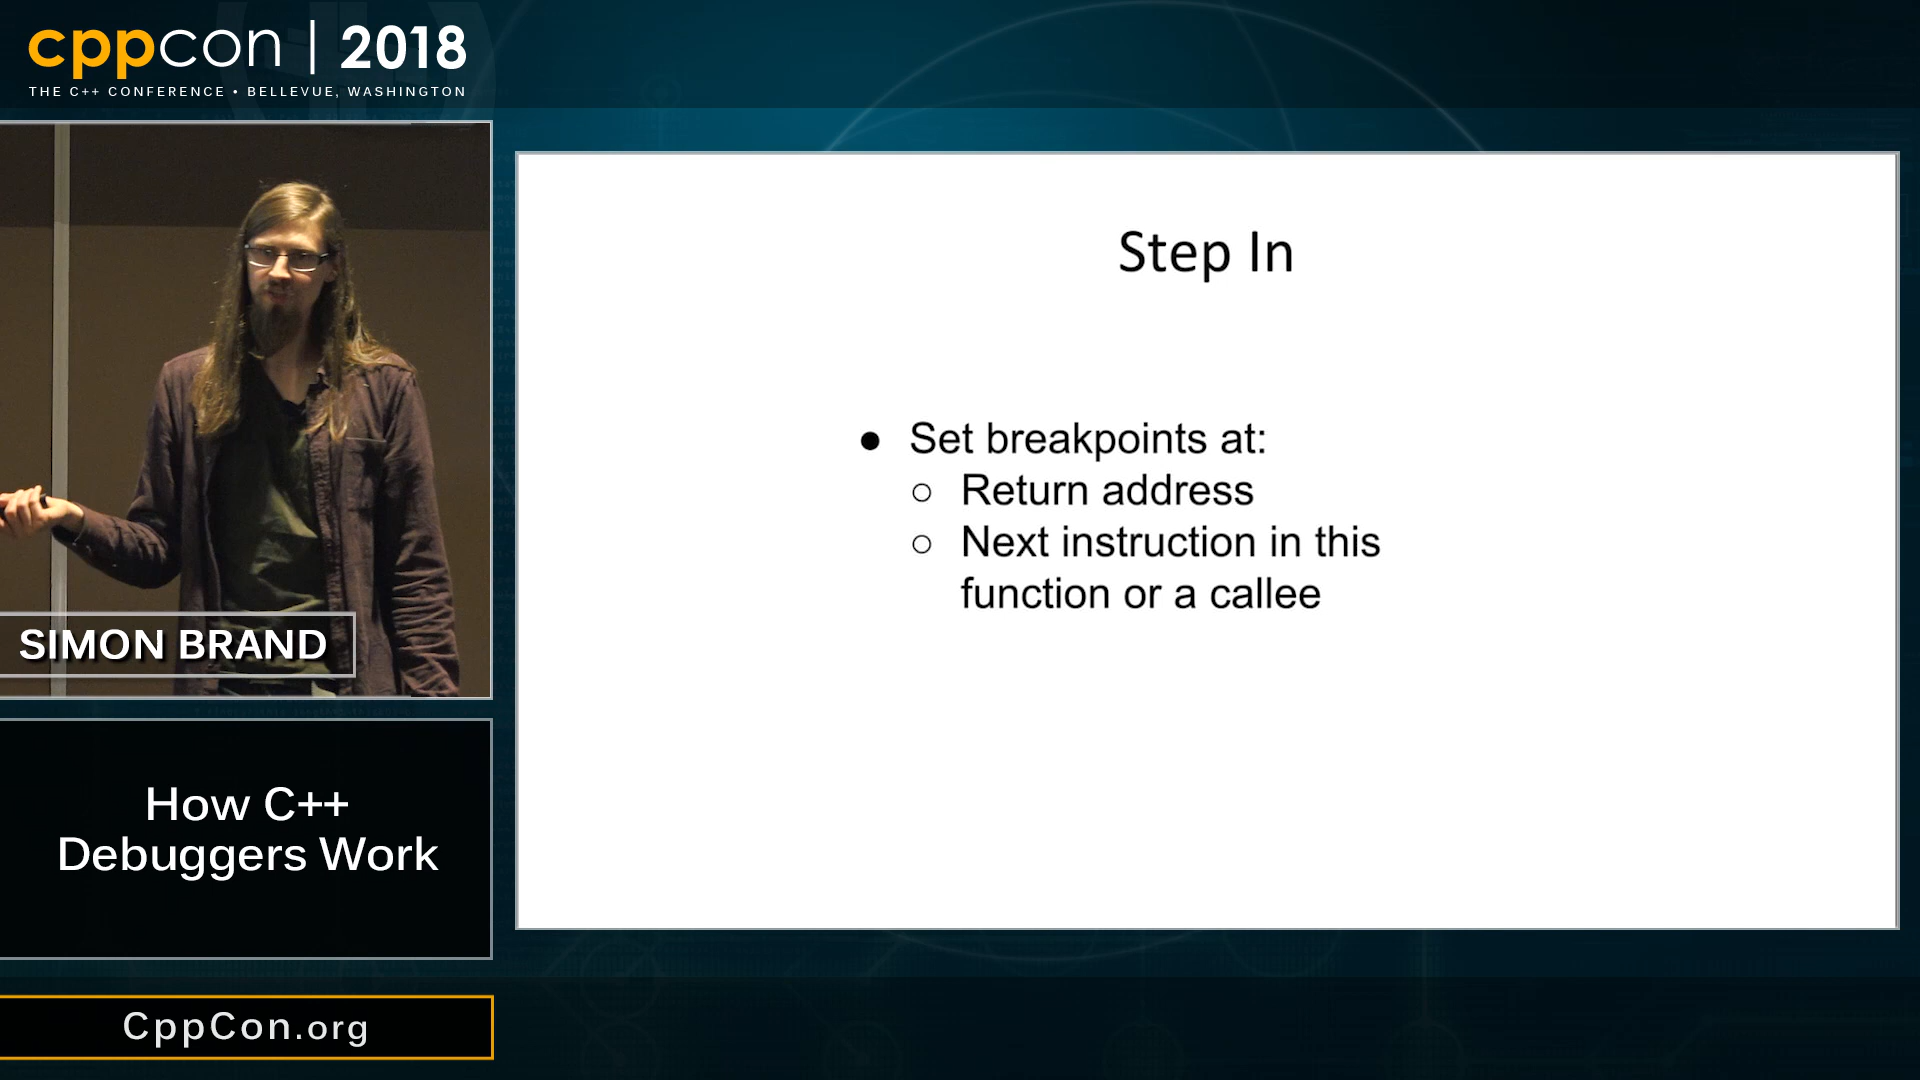 cppcon | 2018
THE C++ CONFERENCE • BELLEVUE, WASHINGTON
SIMON BRAND
How C++
Debuggers Work
CppCon.org
Step In
● Set breakpoints at:
○ Return address
○ Next instruction in this
function or a callee